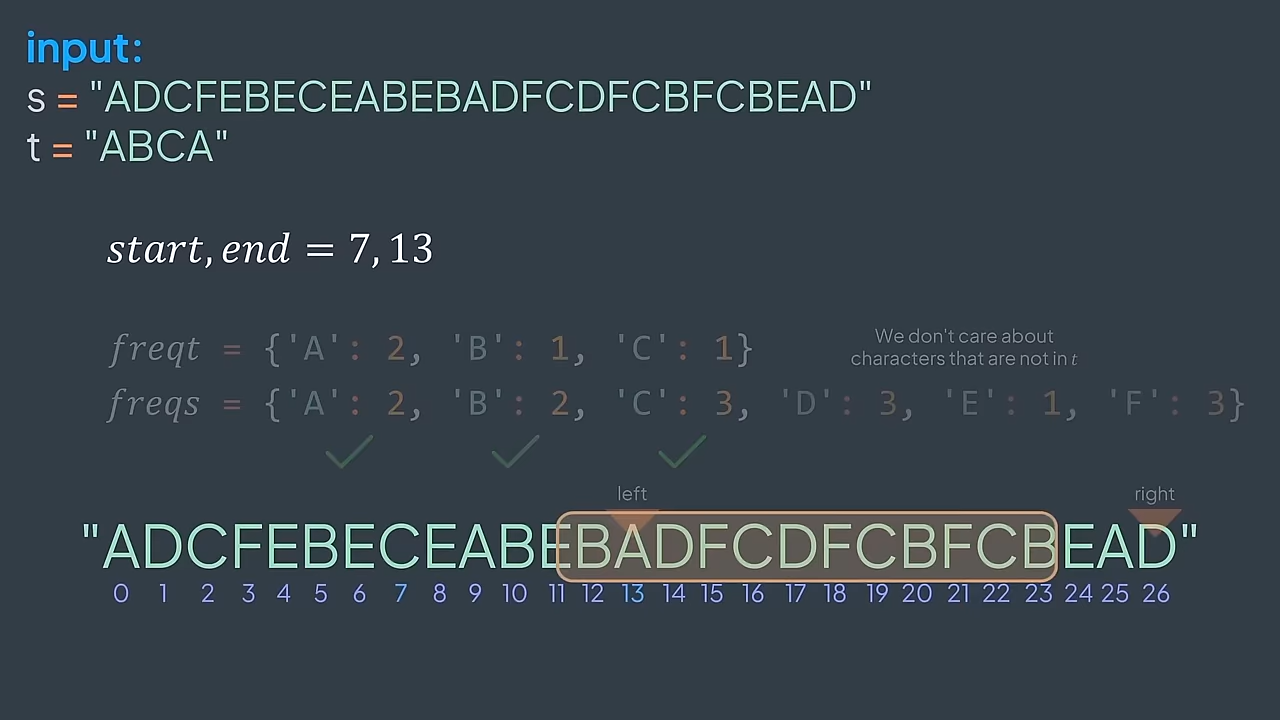 input:
s = "ADCFEBECEABEBADFCDFCBFCBEAD"
t = "ABCA"
start, end = 7, 13
freqt = {'A': 2, 'B': 1, 'C': 1}
We don't care about
characters that are not in t
freqs = {'A': 2, 'B': 2, 'C': 3, 'D': 3, 'E': 1, 'F': 3}
left right
"ADCFEBECEABEBADFCDFCBFCBEAD"
0 1 2 3 4 5 6 7 8 9 10 11 12 13 14 15 16 17 18 19 20 21 22 23 24 25 26